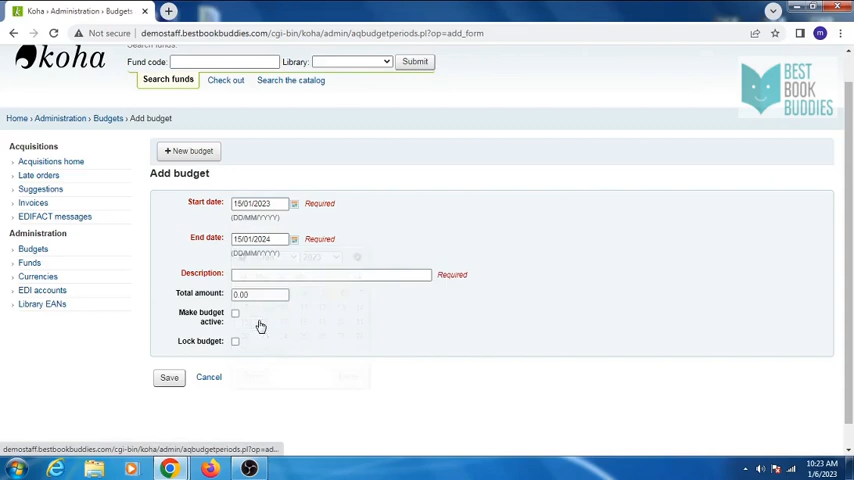 Koha › Administration › Budgets
Not secure
demostaff.bestbookbuddies.com/cgi-bin/koha/admin/aqbudgetperiods.pl?op=add_form
m
koha
Search funds:
Fund code:
Library:
Submit
Search funds
Check out
Search the catalog
BEST
BOOK
BUDDIES
Home › Administration › Budgets › Add budget
Acquisitions
Acquisitions home
Late orders
Suggestions
Invoices
EDIFACT messages
Administration
Budgets
Funds
Currencies
EDI accounts
Library EANs
+ New budget
Add budget
Start date:
15/01/2023
Required
(DD/MM/YYYY)
End date:
15/01/2024
Required
(DD/MM/YYYY)
2023
Description:
Required
Total amount:
0.00
Make budget
active:
Lock budget:
Save
Cancel
demostaff.bestbookbuddies.com/cgi-bin/koha/admin/aqbudgetperiods.pl?op=ad...
10:23 AM
1/6/2023